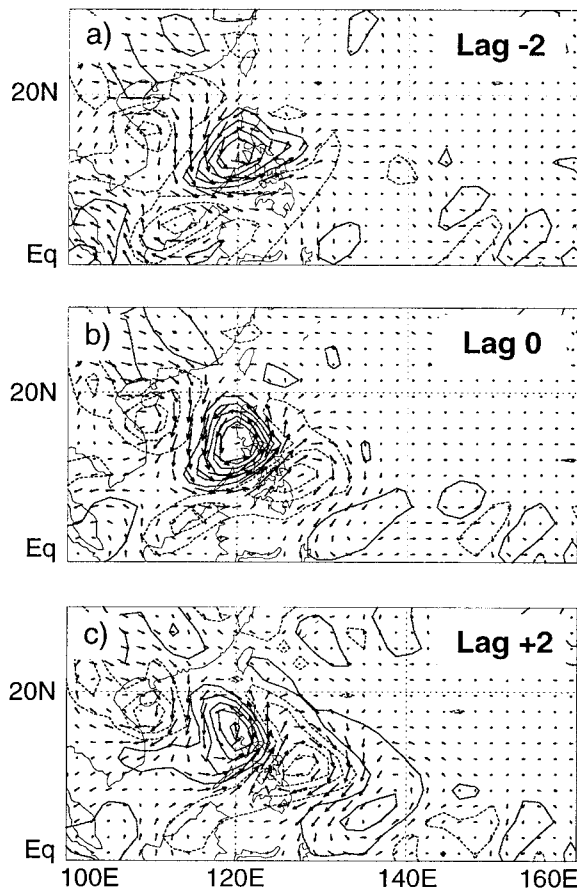 a)
Lag -2
20N
Eq
b)
Lag 0
20N
Eq
c)
Lag +2
20N
Eq
100E 120E 140E 160E